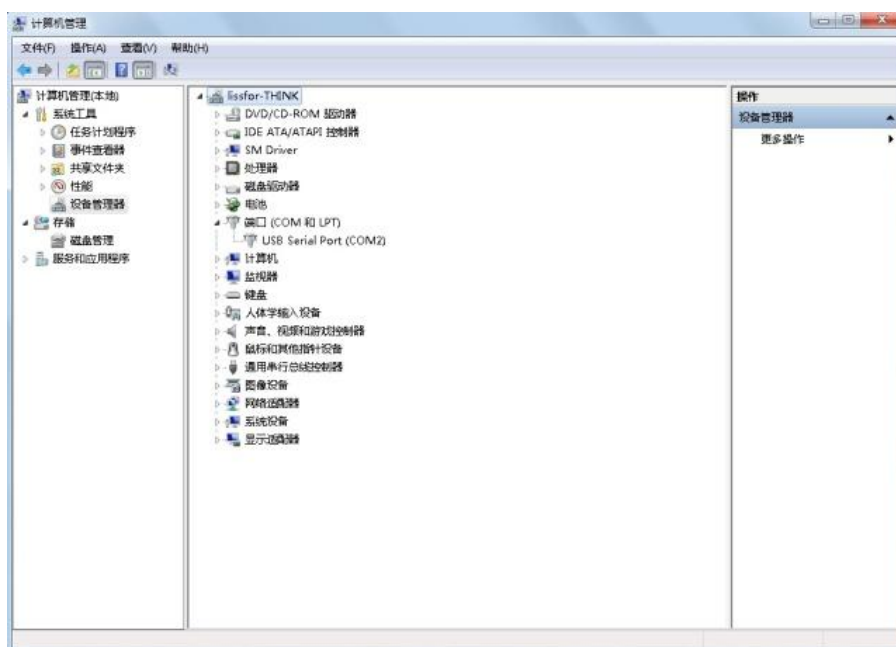 计算机管理
文件(F) 操作(A) 查看(V) 帮助(H)
计算机管理(本地)
系统工具
任务计划程序
事件查看器
共享文件夹
性能
设备管理器
存储
磁盘管理
服务和应用程序
lissfor-THINK
DVD/CD-ROM 驱动器
IDE ATA/ATAPI 控制器
SM Driver
处理器
磁盘驱动器
电池
端口 (COM 和 LPT)
USB Serial Port (COM2)
计算机
监视器
键盘
人体学输入设备
声音、视频和游戏控制器
鼠标和其他指针设备
通用串行总线控制器
图像设备
网络适配器
系统设备
显示适配器
操作
设备管理器
更多操作